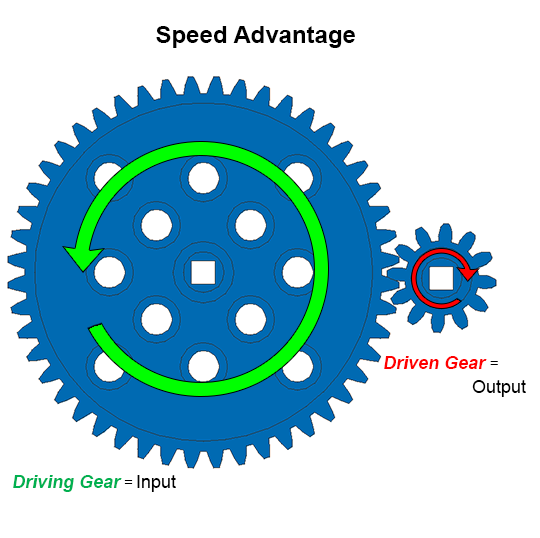 Speed Advantage
Driven Gear =
Output
Driving Gear = Input